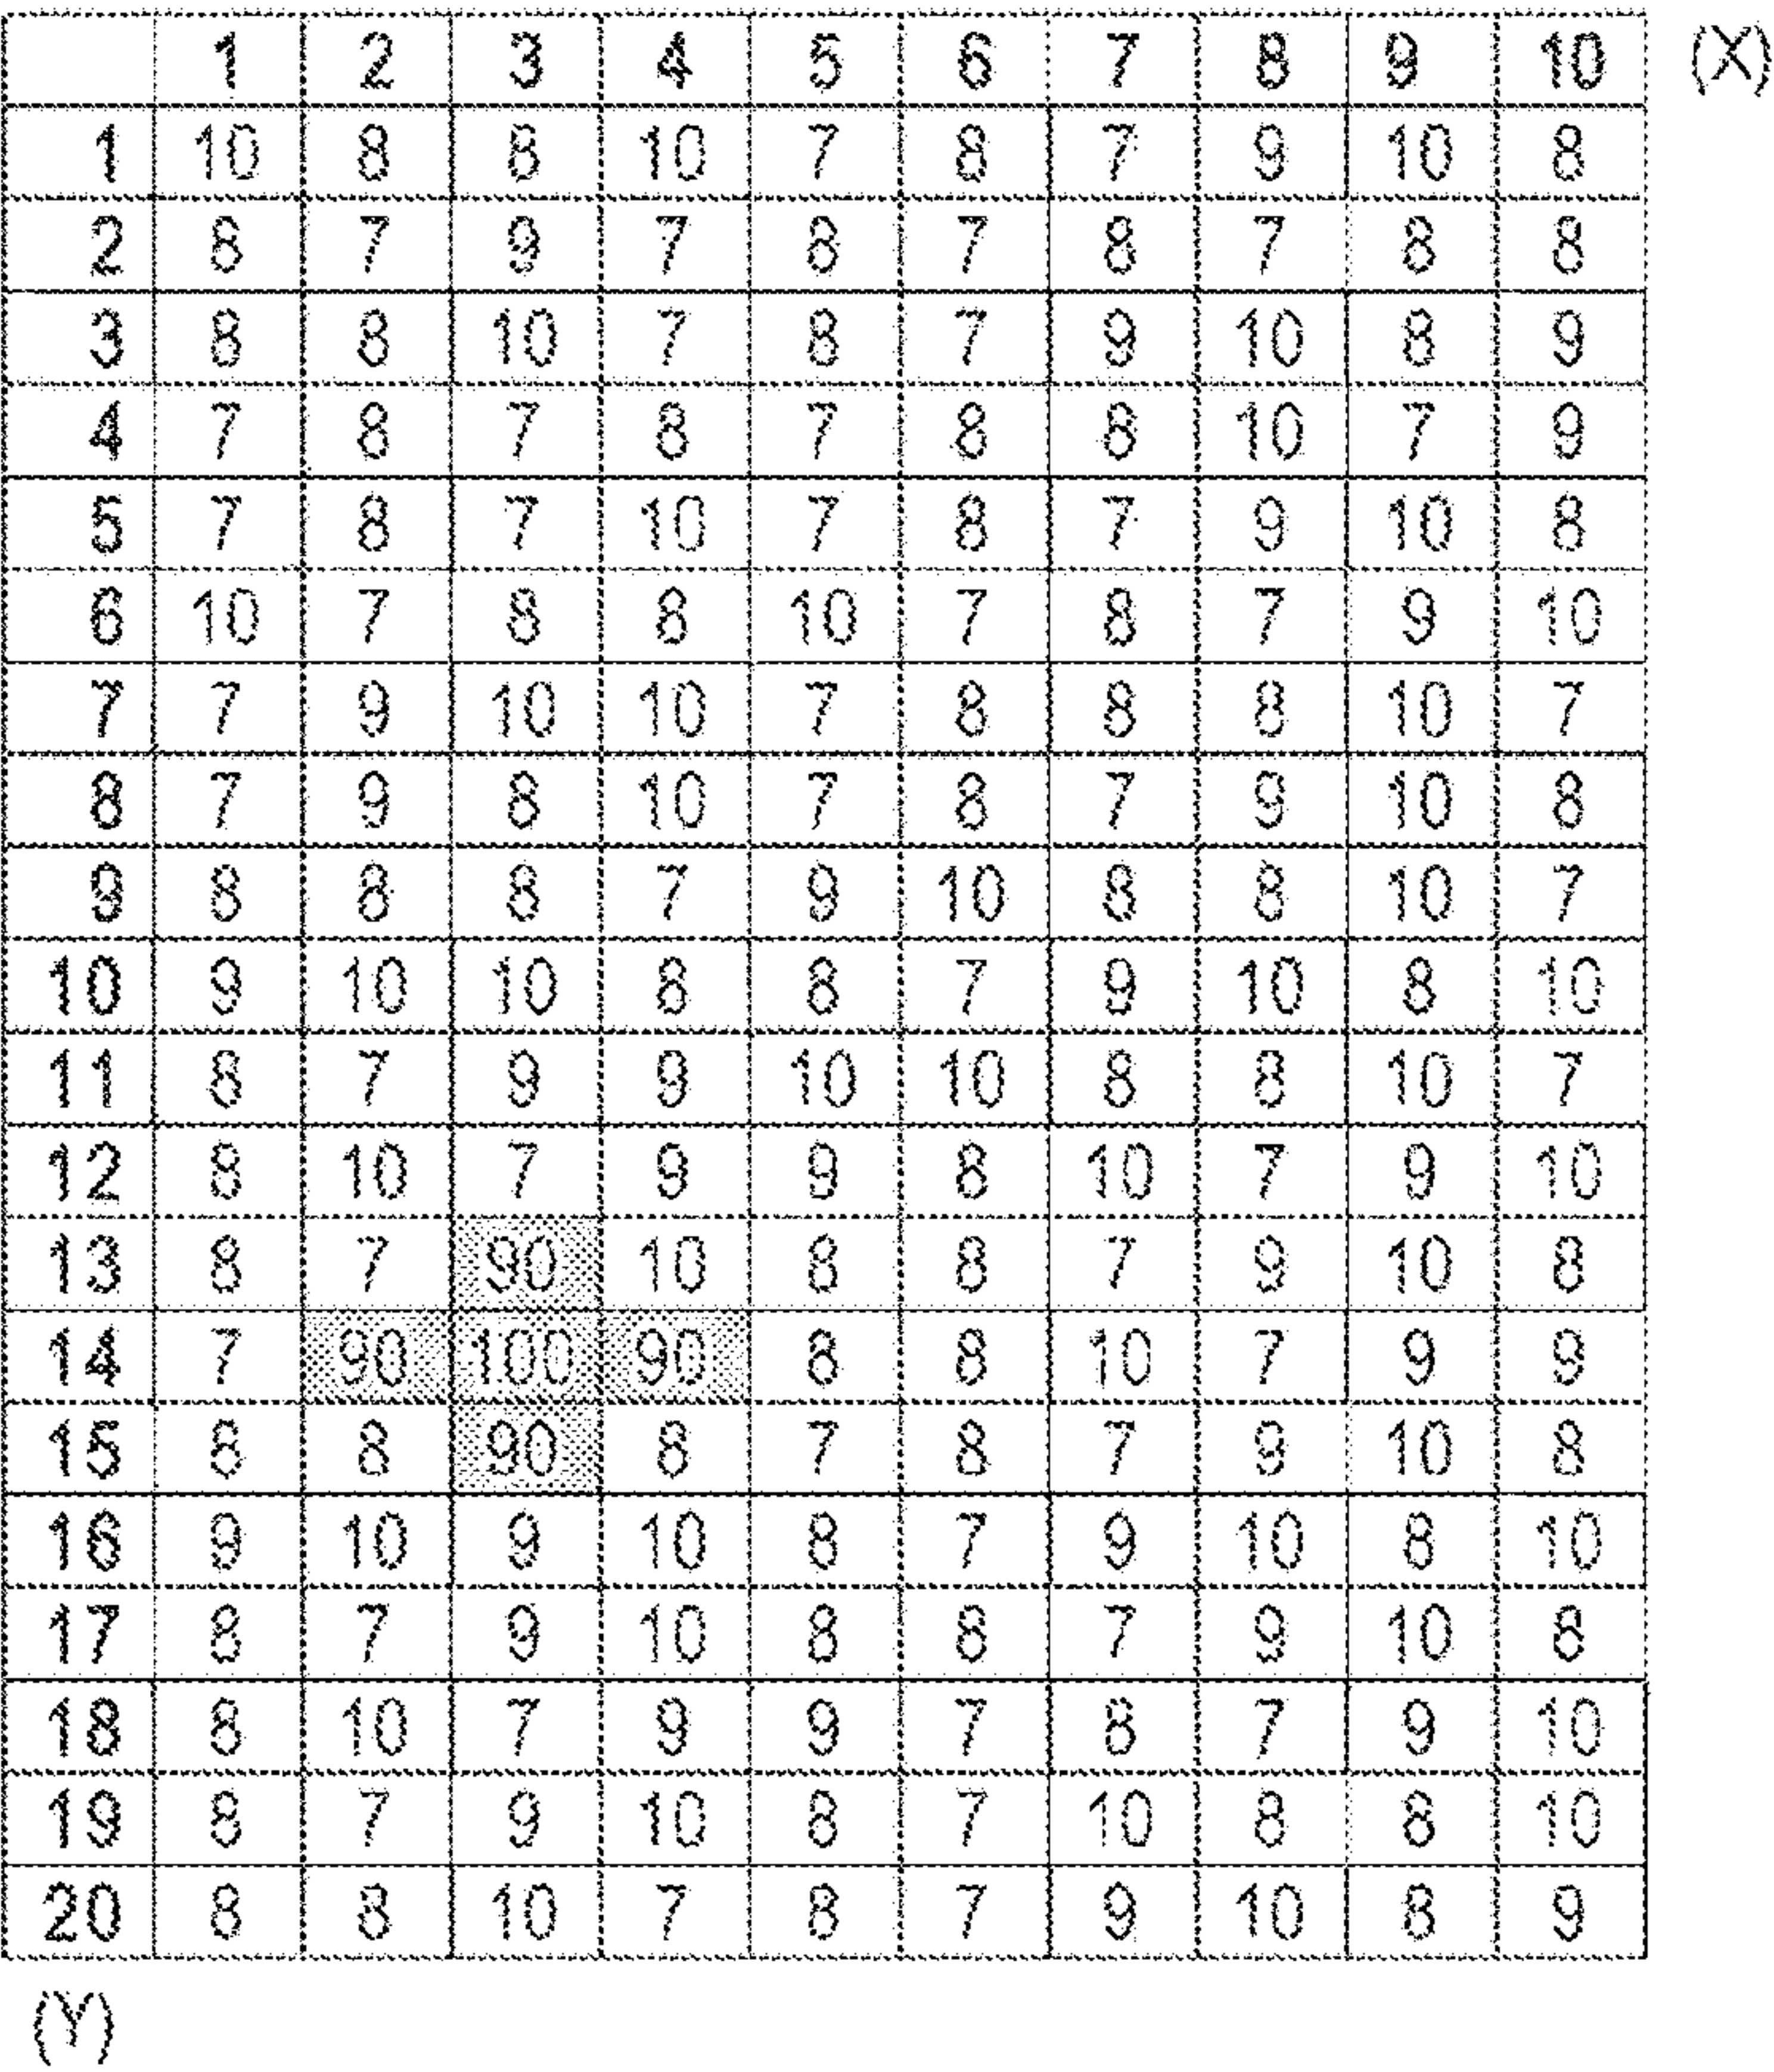 1 2 3 4 5 6 7 8 9 10 (X)
1 10 8 8 10 7 8 7 9 10 8
2 8 7 9 7 8 7 8 7 8 8
3 8 8 10 7 8 7 9 10 8 9
4 7 8 7 8 7 8 8 10 7 9
5 7 8 7 10 7 8 7 9 10 8
6 10 7 8 8 10 7 8 7 9 10
7 7 9 10 10 7 8 8 8 10 7
8 7 9 8 10 7 8 7 9 10 8
9 8 8 8 7 9 10 8 8 10 7
10 9 10 10 8 8 7 9 10 8 10
11 8 7 9 9 10 10 8 8 10 7
12 8 10 7 9 9 8 10 7 9 10
13 8 7 90 10 8 8 7 9 10 8
14 7 90 100 90 8 8 10 7 9 9
15 8 8 90 8 7 8 7 9 10 8
16 9 10 9 10 8 7 9 10 8 10
17 8 7 9 10 8 8 7 9 10 8
18 8 10 7 9 9 7 8 7 9 10
19 8 7 9 10 8 7 10 8 8 10
20 8 8 10 7 8 7 9 10 8 9
(Y)